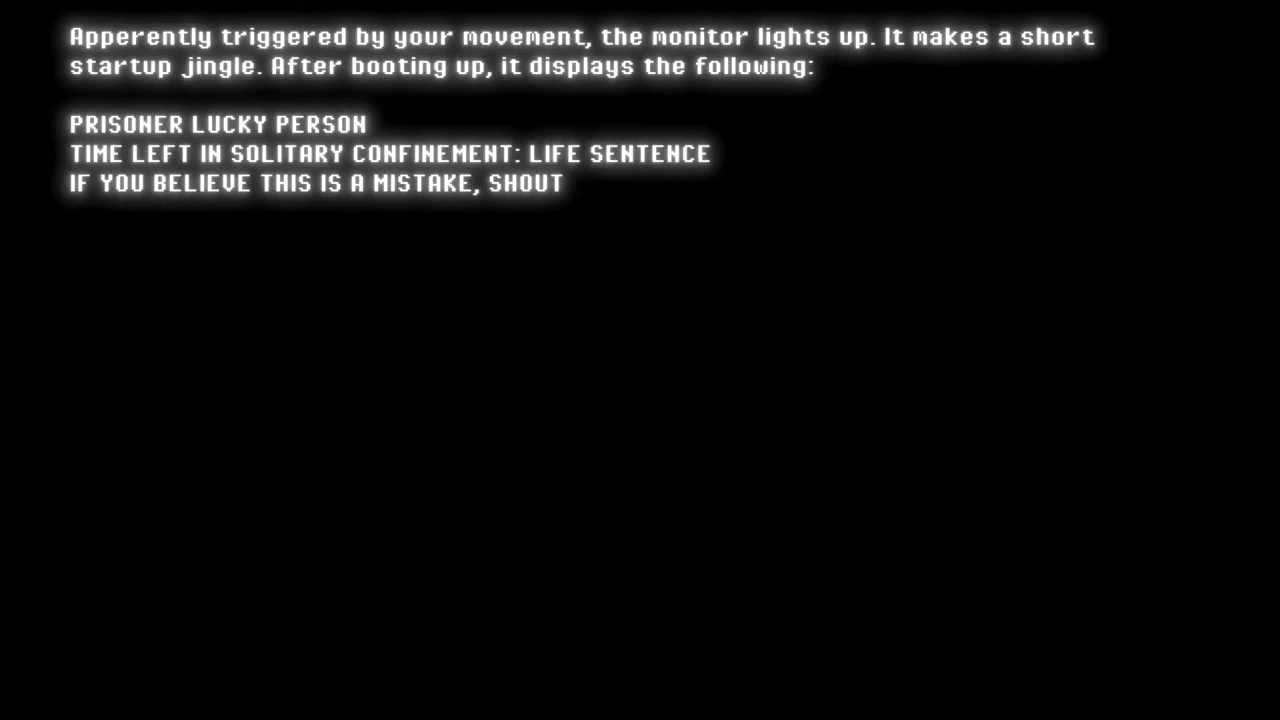 Apperently triggered by your movement, the monitor lights up. It makes a short
startup jingle. After booting up, it displays the following:
PRISONER LUCKY PERSON
TIME LEFT IN SOLITARY CONFINEMENT: LIFE SENTENCE
IF YOU BELIEVE THIS IS A MISTAKE, SHOUT